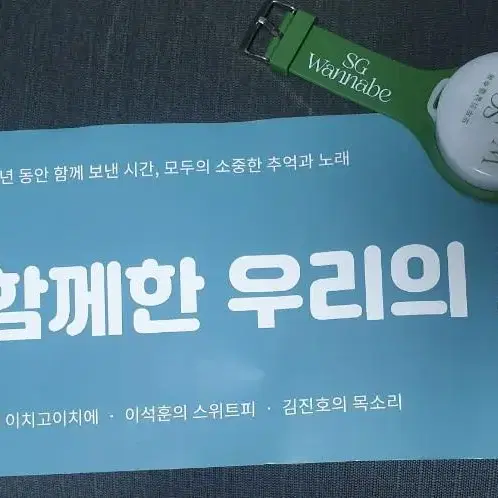 SG
Wannabe
년 동안 함께 보낸 시간, 모두의 소중한 추억과 노래
함께한 우리의
이치고이치에 · 이석훈의 스위트피 · 김진호의 목소리